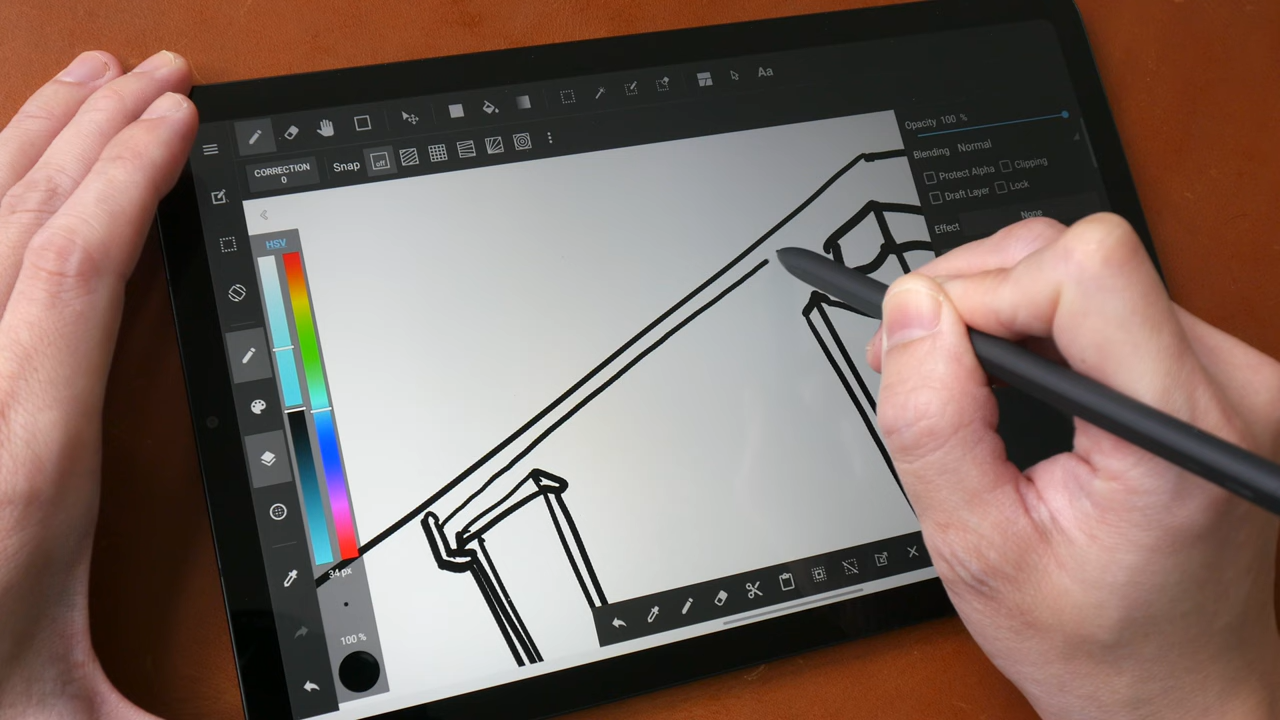 Aa
CORRECTION
0
Snap
off
Opacity 100 %
Blending Normal
Protect Alpha Clipping
Draft Layer Lock
Effect None
HSV
34 px
100 %